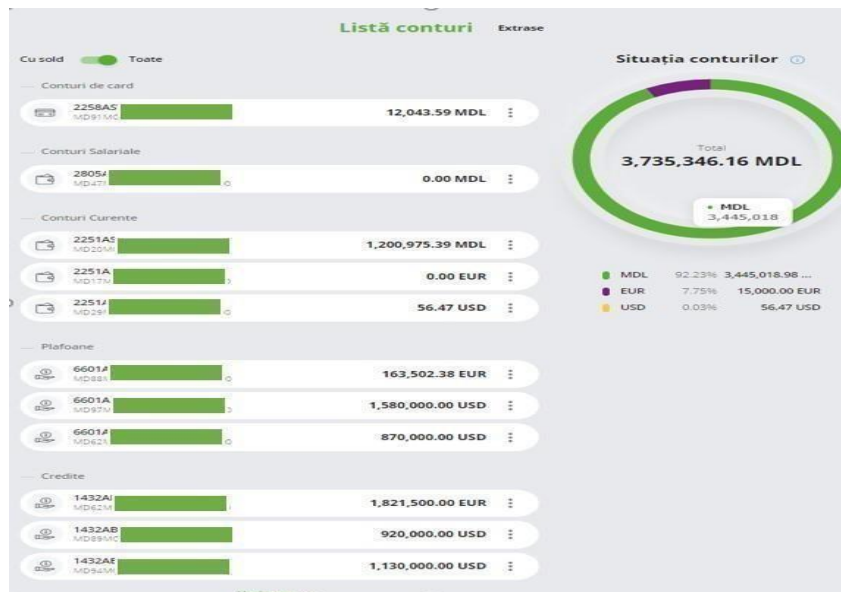 Listă conturi Extrase
Cu sold Toate
Conturi de card
2258AS
MD91MC
12,043.59 MDL
Conturi Salariale
2805A
MD47
0.00 MDL
Conturi Curente
2251AS
MD20M
1,200,975.39 MDL
2251A
MD17M
0.00 EUR
2251A
MD29
56.47 USD
Plafoane
6601A
MD88
163,502.38 EUR
6601A
MD97M
1,580,000.00 USD
6601A
MD62
870,000.00 USD
Credite
1432A
MD62M
1,821,500.00 EUR
1432AB
MD89MC
920,000.00 USD
1432AB
MD94M
1,130,000.00 USD
Situația conturilor
Total
3,735,346.16 MDL
MDL
3,445,018
MDL 92.23% 3,445,018.98 ...
EUR 7.75% 15,000.00 EUR
USD 0.03% 56.47 USD